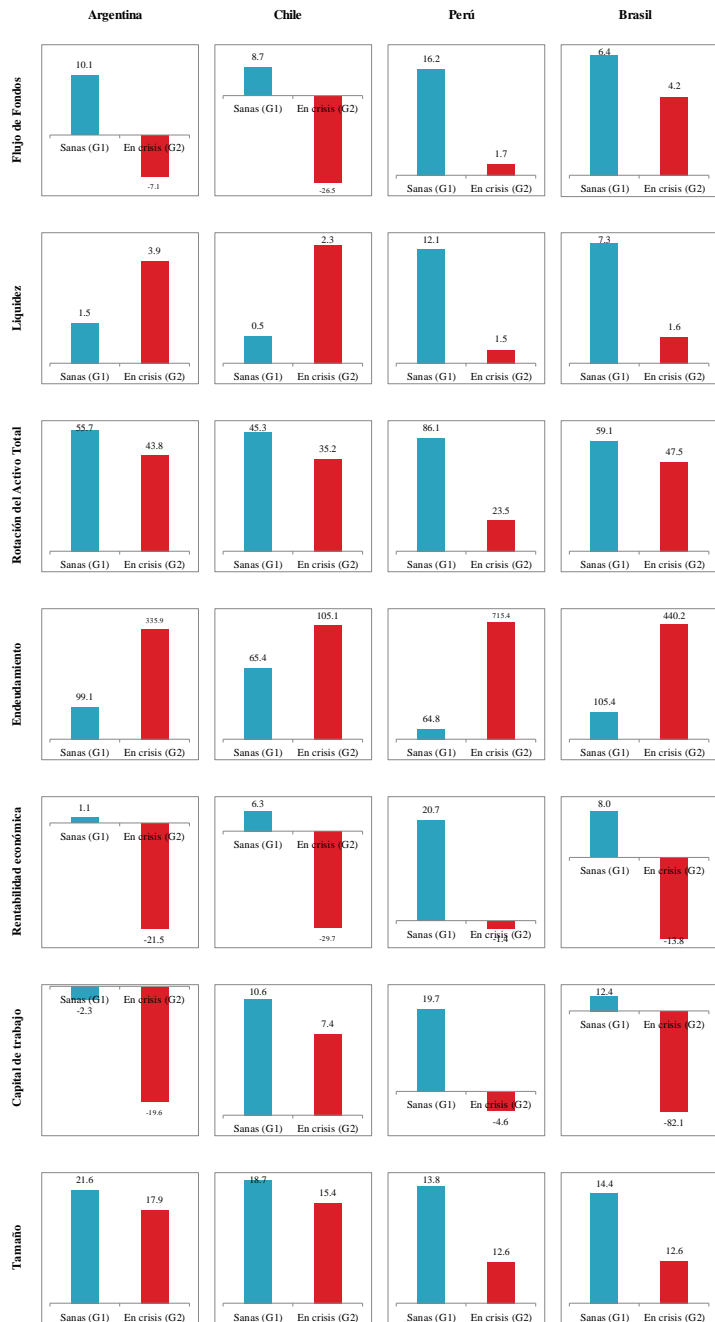 Argentina Chile Perú Brasil
Flujo de Fondos
10.1 8.7 16.2 6.4
4.2
1.7
-7.1 -26.5
Sanas (G1) En crisis (G2) Sanas (G1) En crisis (G2) Sanas (G1) En crisis (G2) Sanas (G1) En crisis (G2)
Liquidez
1.5 3.9 0.5 2.3 12.1 1.5 7.3 1.6
Sanas (G1) En crisis (G2) Sanas (G1) En crisis (G2) Sanas (G1) En crisis (G2) Sanas (G1) En crisis (G2)
Rotación del Activo Total
55.7 43.8 45.3 35.2 86.1 23.5 59.1 47.5
Sanas (G1) En crisis (G2) Sanas (G1) En crisis (G2) Sanas (G1) En crisis (G2) Sanas (G1) En crisis (G2)
Endeudamiento
99.1 335.9 65.4 105.1 64.8 715.4 105.4 440.2
Sanas (G1) En crisis (G2) Sanas (G1) En crisis (G2) Sanas (G1) En crisis (G2) Sanas (G1) En crisis (G2)
Rentabilidad económica
1.1 -21.5 6.3 -29.7 20.7 -1.4 8.0 -13.8
Sanas (G1) En crisis (G2) Sanas (G1) En crisis (G2) Sanas (G1) En crisis (G2) Sanas (G1) En crisis (G2)
Capital de trabajo
-2.3 -19.6 10.6 7.4 19.7 -4.6 12.4 -82.1
Sanas (G1) En crisis (G2) Sanas (G1) En crisis (G2) Sanas (G1) En crisis (G2) Sanas (G1) En crisis (G2)
Tamaño
21.6 17.9 18.7 15.4 13.8 12.6 14.4 12.6
Sanas (G1) En crisis (G2) Sanas (G1) En crisis (G2) Sanas (G1) En crisis (G2) Sanas (G1) En crisis (G2)